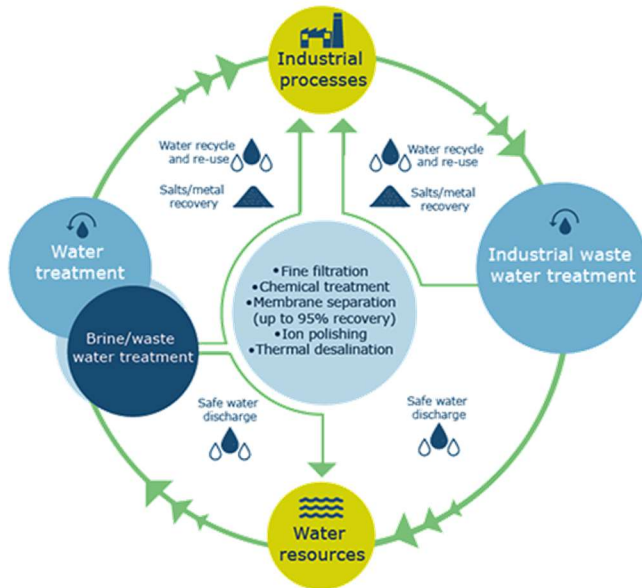 Industrial
processes
Water recycle
and re-use
Salts/metal
recovery
Water recycle
and re-use
Salts/metal
recovery
Water
treatment
Brine/waste
water treatment
•Fine filtration
•Chemical treatment
•Membrane separation
(up to 95% recovery)
•Ion polishing
•Thermal desalination
Industrial waste
water treatment
Safe water
discharge
Safe water
discharge
Water
resources